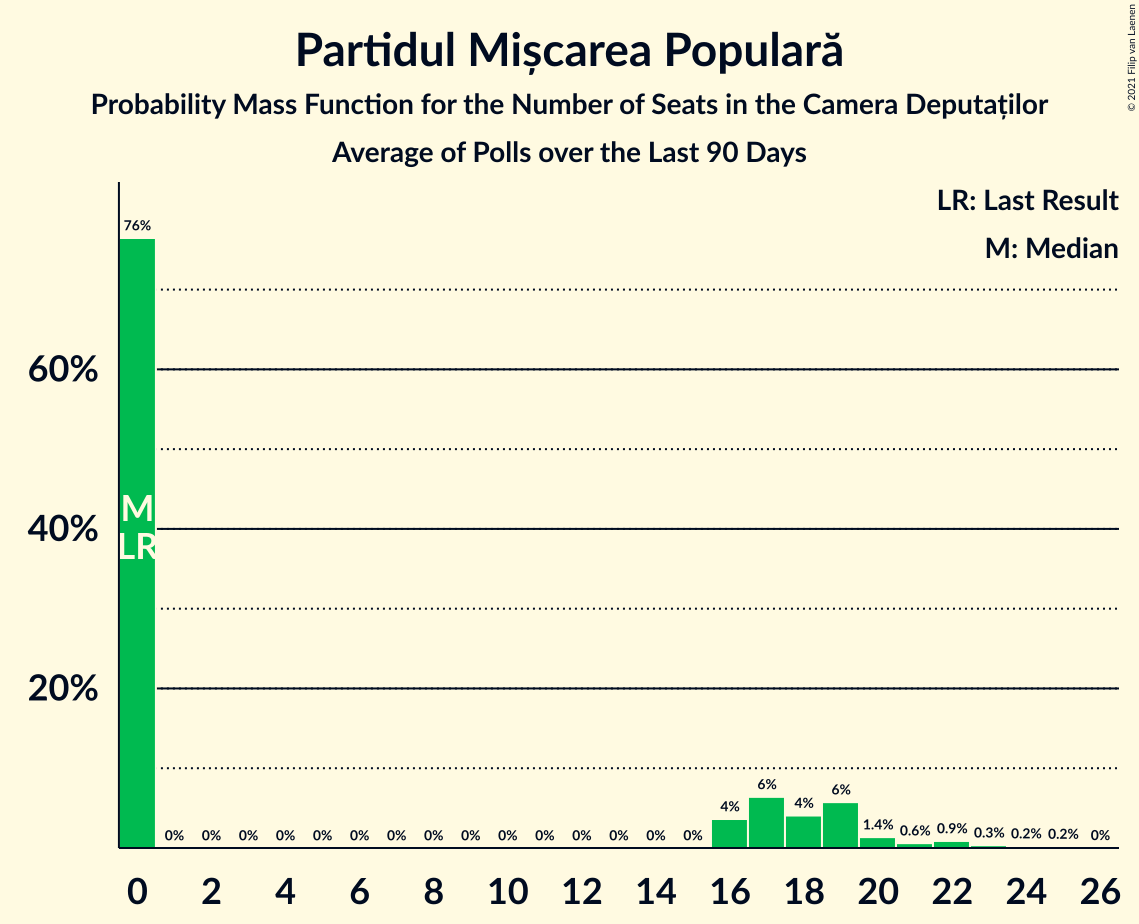 Partidul Mișcarea Populară
Probability Mass Function for the Number of Seats in the Camera Deputaților
Average of Polls over the Last 90 Days
© 2021 Filip van Laenen
LR: Last Result
M: Median
76%
60%
40%
20%
M
LR
0% 0% 0% 0% 0% 0% 0% 0% 0% 0% 0% 0% 0% 0% 0% 4% 6% 4% 6% 1.4% 0.6% 0.9% 0.3% 0.2% 0.2% 0%
0 2 4 6 8 10 12 14 16 18 20 22 24 26